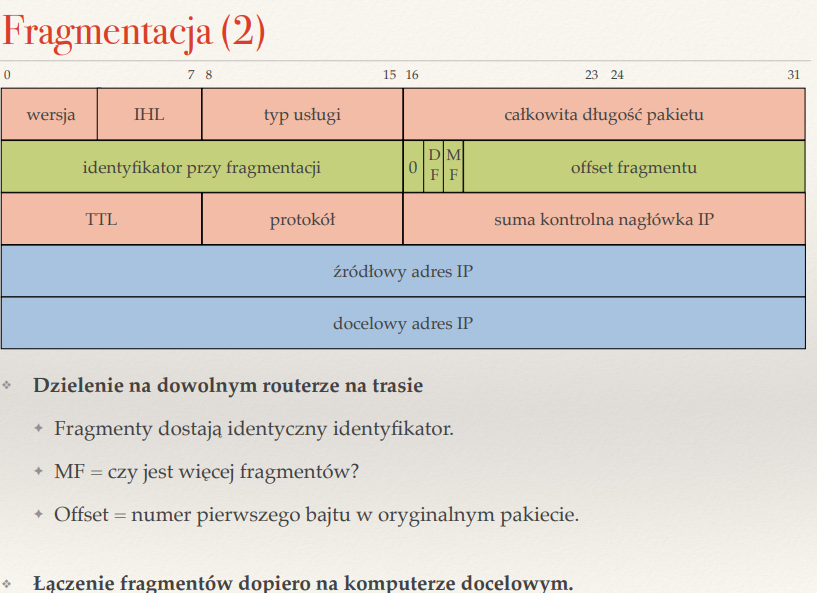 Fragmentacja (2)
0 7 8 15 16 23 24 31
wersja IHL typ usługi całkowita długość pakietu
identyfikator przy fragmentacji 0 D F M F offset fragmentu
TTL protokół suma kontrolna nagłówka IP
źródłowy adres IP
docelowy adres IP
Dzielenie na dowolnym routerze na trasie
Fragmenty dostają identyczny identyfikator.
MF = czy jest więcej fragmentów?
Offset = numer pierwszego bajtu w oryginalnym pakiecie.
Łączenie fragmentów dopiero na komputerze docelowym.